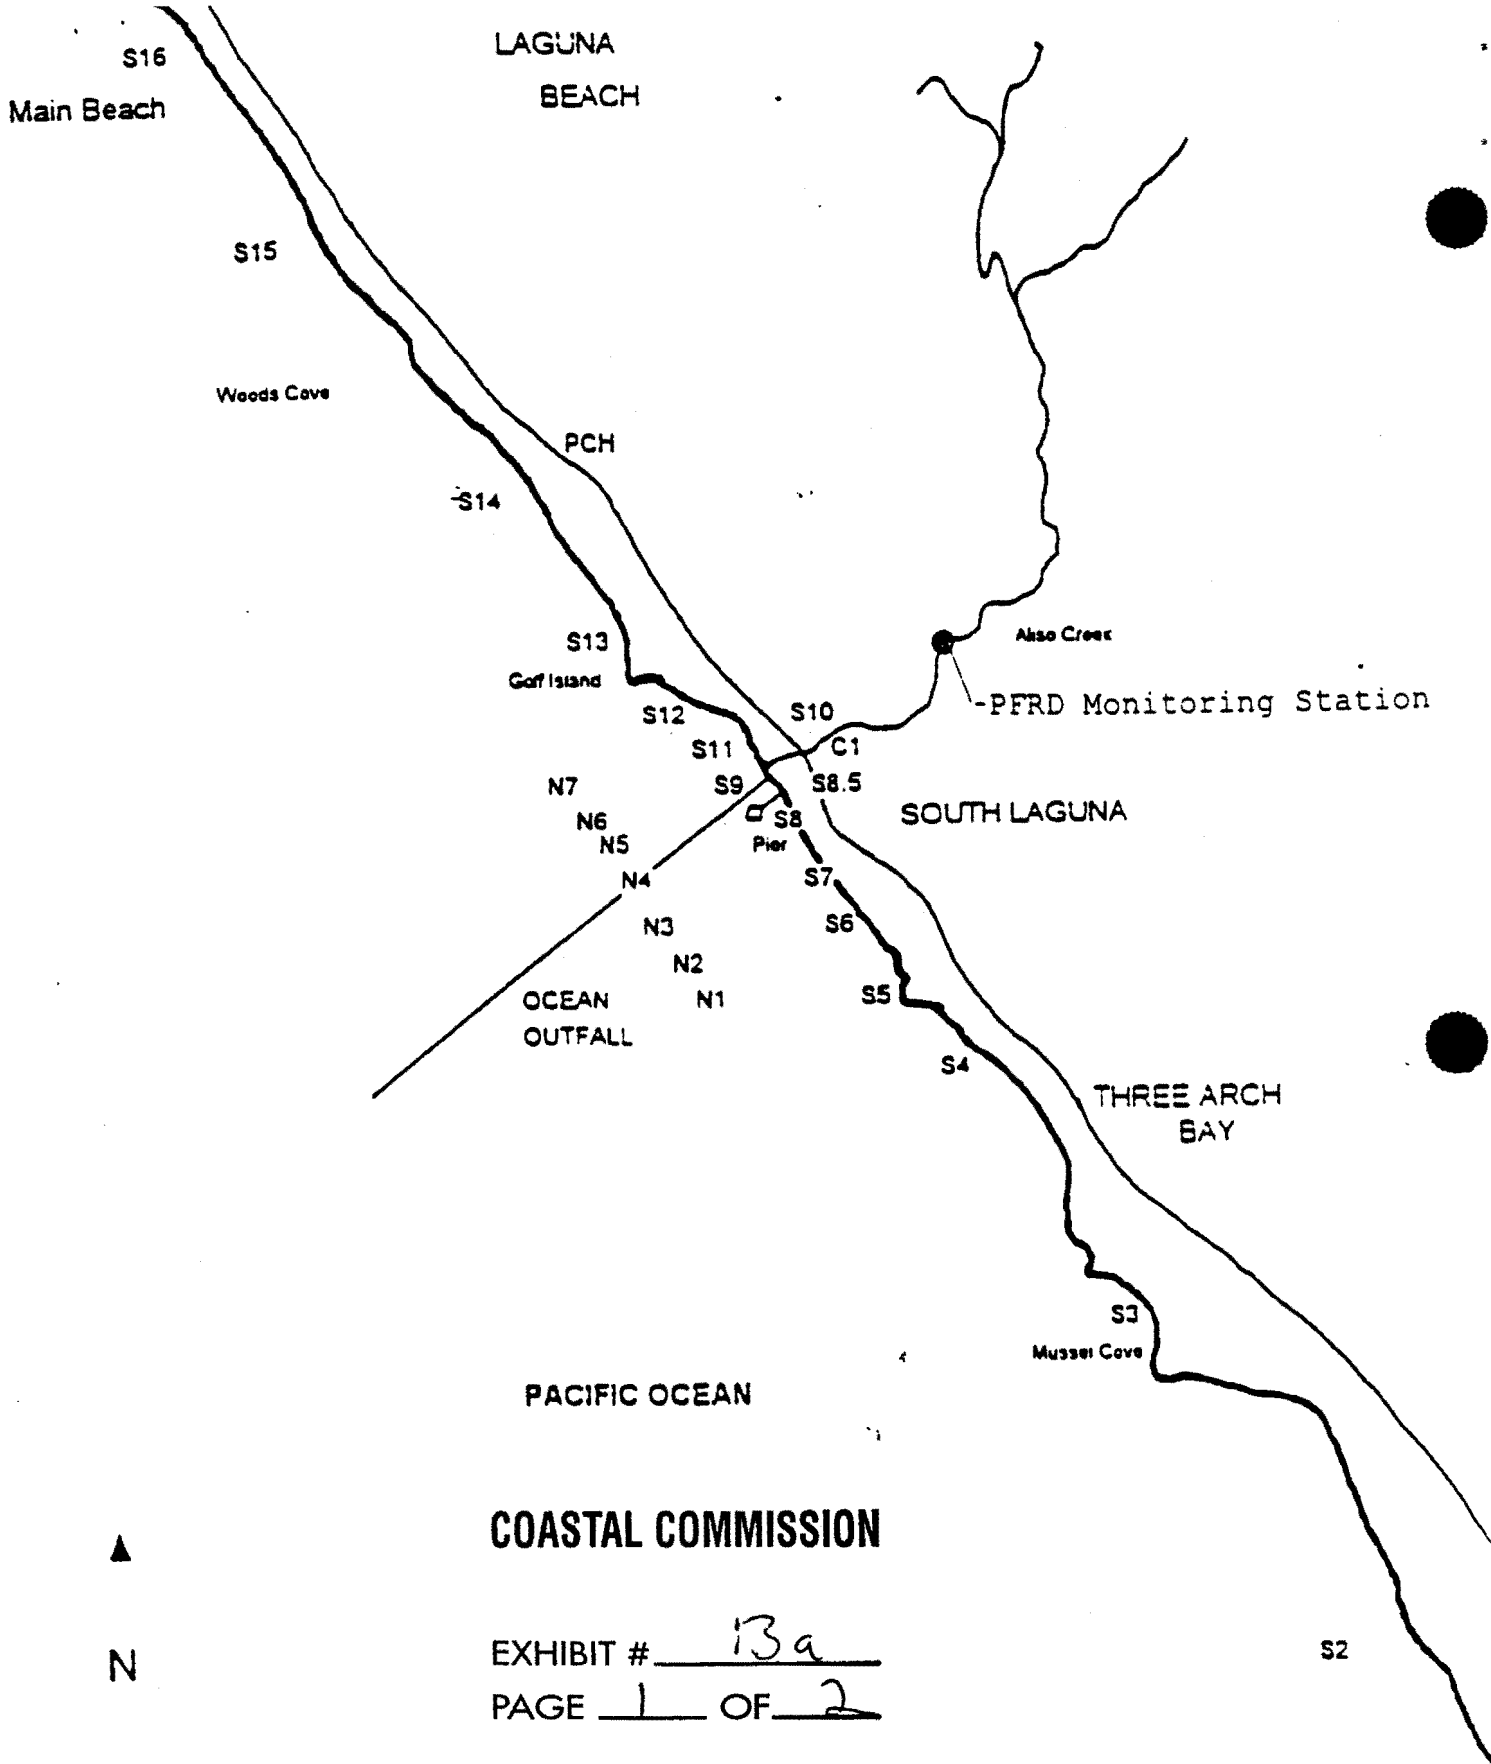 LAGUNA
BEACH
S16
Main Beach
S15
Woods Cove
PCH
S14
S13
Goff Island
Aliso Creek
-PFRD Monitoring Station
S12
S10
S11
C1
S9
S8.5
N7
N6
S8
SOUTH LAGUNA
N5
Pier
N4
S7
N3
S6
N2
N1
S5
OCEAN
OUTFALL
S4
THREE ARCH
BAY
S3
Mussel Cove
PACIFIC OCEAN
COASTAL COMMISSION
N
EXHIBIT # 13a
PAGE 1 OF 2
S2